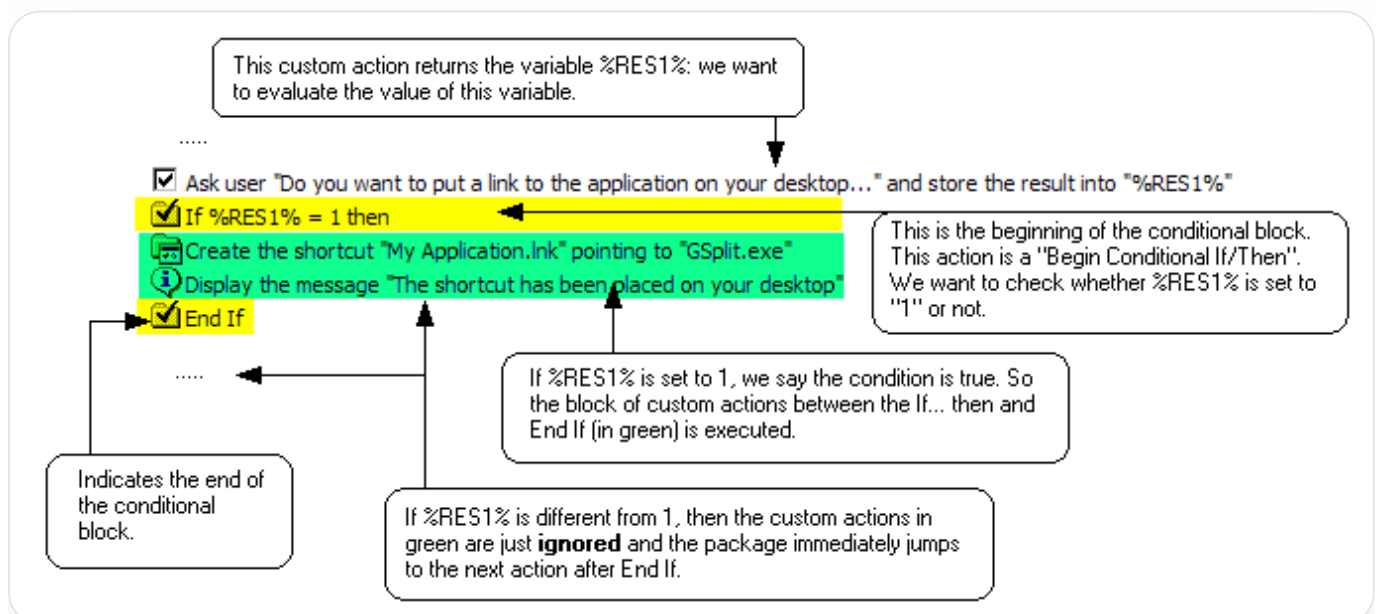 This custom action returns the variable %RES1%: we want
to evaluate the value of this variable.
.....
Ask user "Do you want to put a link to the application on your desktop..." and store the result into "%RES1%"
If %RES1% = 1 then
Create the shortcut "My Application.lnk" pointing to "GSplit.exe"
Display the message "The shortcut has been placed on your desktop"
End If
This is the beginning of the conditional block.
This action is a "Begin Conditional If/Then".
We want to check whether %RES1% is set to
"1" or not.
.....
If %RES1% is set to 1, we say the condition is true. So
the block of custom actions between the If... then and
End If (in green) is executed.
Indicates the end of
the conditional
block.
If %RES1% is different from 1, then the custom actions in
green are just ignored and the package immediately jumps
to the next action after End If.